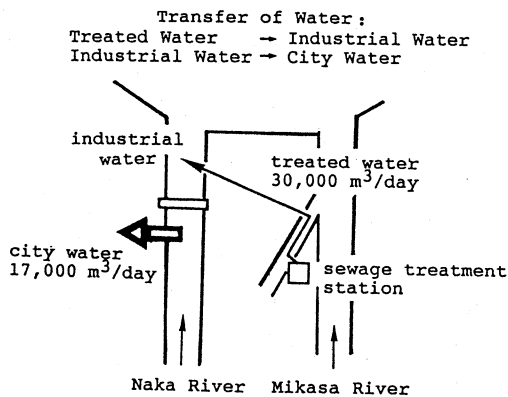 Transfer of Water:
Treated Water → Industrial Water
Industrial Water → City Water
industrial
water
treated water
30,000 m³/day
city water
17,000 m³/day
sewage treatment
station
Naka River
Mikasa River